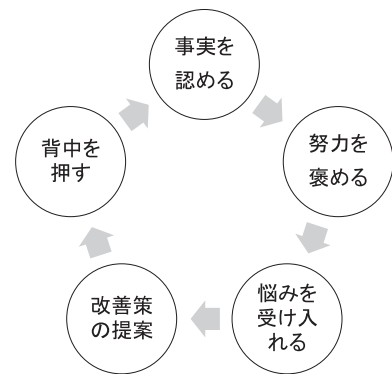 事実を
認める
努力を
褒める
悩みを
受け入
れる
改善策
の提案
背中を
押す